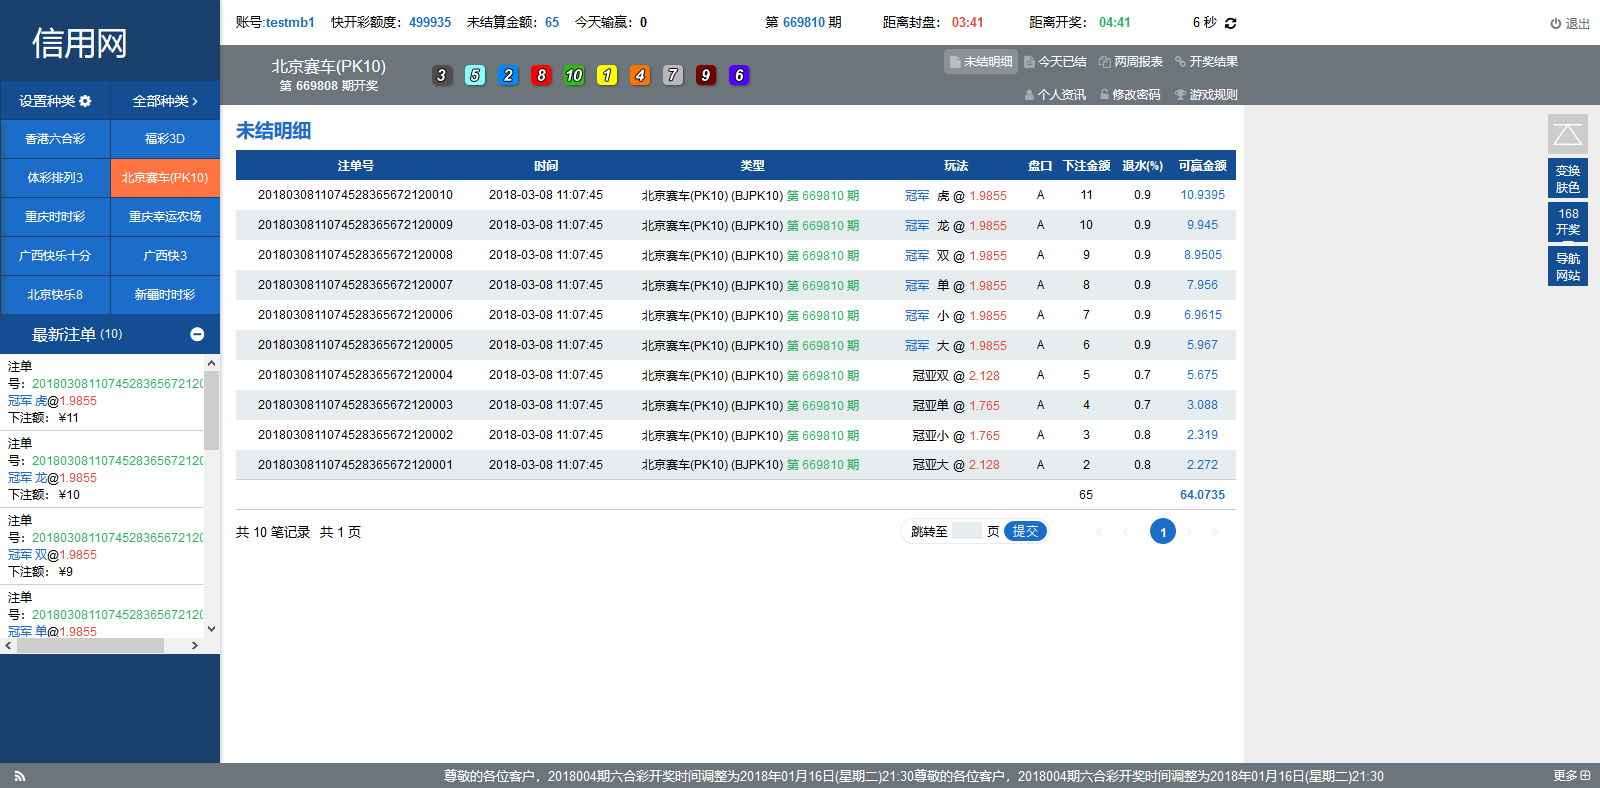 信用网
账号:testmb1 快开彩额度：499935 未结算金额：65 今天输赢：0 第 669810 期 距离封盘：03:41 距离开奖：04:41 6 秒 退出
北京赛车(PK10)
第 669808 期开奖
3 5 2 8 10 1 4 7 9 6
未结明细 今天已结 两周报表 开奖结果
个人资讯 修改密码 游戏规则
设置种类 全部种类
香港六合彩 福彩3D
体彩排列3 北京赛车(PK10)
重庆时时彩 重庆幸运农场
广西快乐十分 广西快3
北京快乐8 新疆时时彩
最新注单 (10)
注单
号：2018030811074528365672120
冠军 虎@1.9855
下注额： ¥11
注单
号：2018030811074528365672120
冠军 龙@1.9855
下注额： ¥10
注单
号：2018030811074528365672120
冠军 双@1.9855
下注额： ¥9
注单
号：2018030811074528365672120
冠军 单@1.9855
未结明细
注单号 时间 类型 玩法 盘口 下注金额 退水(%) 可赢金额
2018030811074528365672120010 2018-03-08 11:07:45 北京赛车(PK10) (BJPK10) 第 669810 期 冠军 虎 @ 1.9855 A 11 0.9 10.9395
2018030811074528365672120009 2018-03-08 11:07:45 北京赛车(PK10) (BJPK10) 第 669810 期 冠军 龙 @ 1.9855 A 10 0.9 9.945
2018030811074528365672120008 2018-03-08 11:07:45 北京赛车(PK10) (BJPK10) 第 669810 期 冠军 双 @ 1.9855 A 9 0.9 8.9505
2018030811074528365672120007 2018-03-08 11:07:45 北京赛车(PK10) (BJPK10) 第 669810 期 冠军 单 @ 1.9855 A 8 0.9 7.956
2018030811074528365672120006 2018-03-08 11:07:45 北京赛车(PK10) (BJPK10) 第 669810 期 冠军 小 @ 1.9855 A 7 0.9 6.9615
2018030811074528365672120005 2018-03-08 11:07:45 北京赛车(PK10) (BJPK10) 第 669810 期 冠军 大 @ 1.9855 A 6 0.9 5.967
2018030811074528365672120004 2018-03-08 11:07:45 北京赛车(PK10) (BJPK10) 第 669810 期 冠亚双 @ 2.128 A 5 0.7 5.675
2018030811074528365672120003 2018-03-08 11:07:45 北京赛车(PK10) (BJPK10) 第 669810 期 冠亚单 @ 1.765 A 4 0.7 3.088
2018030811074528365672120002 2018-03-08 11:07:45 北京赛车(PK10) (BJPK10) 第 669810 期 冠亚小 @ 1.765 A 3 0.8 2.319
2018030811074528365672120001 2018-03-08 11:07:45 北京赛车(PK10) (BJPK10) 第 669810 期 冠亚大 @ 2.128 A 2 0.8 2.272
65 64.0735
共 10 笔记录 共 1 页 跳转至 页 提交 « ‹ 1 › »
变换
肤色
168
开奖
导航
网站
尊敬的各位客户，2018004期六合彩开奖时间调整为2018年01月16日(星期二)21:30尊敬的各位客户，2018004期六合彩开奖时间调整为2018年01月16日(星期二)21:30 更多